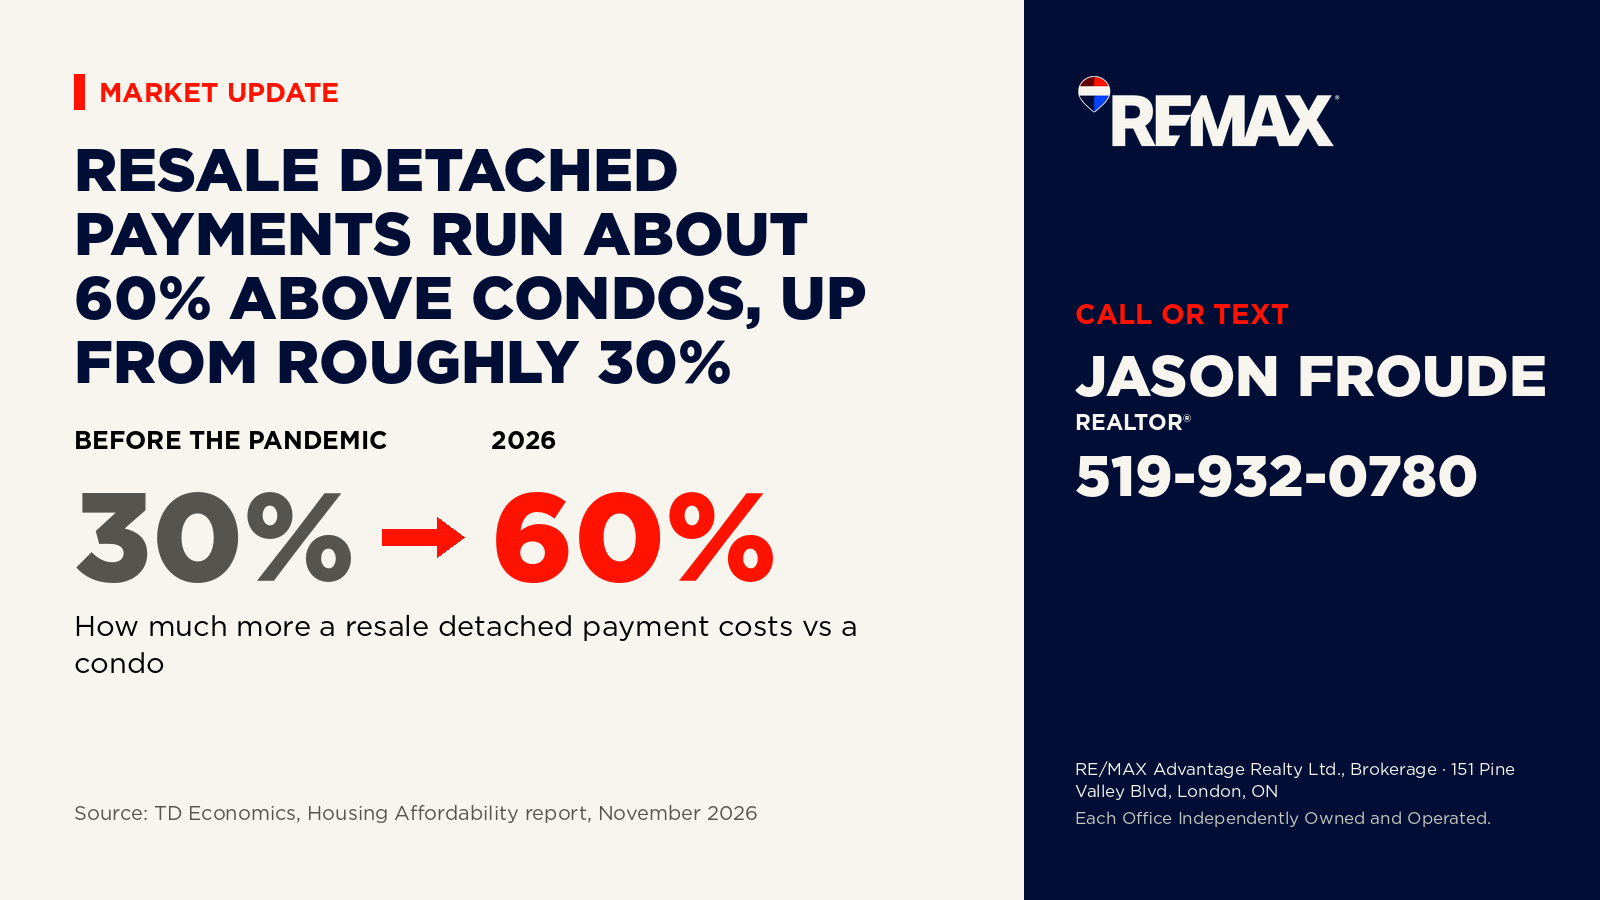 MARKET UPDATE
RESALE DETACHED
PAYMENTS RUN ABOUT
60% ABOVE CONDOS, UP
FROM ROUGHLY 30%
BEFORE THE PANDEMIC
2026
30%
60%
How much more a resale detached payment costs vs a
condo
Source: TD Economics, Housing Affordability report, November 2026
REMAX®
CALL OR TEXT
JASON FROUDE
REALTOR®
519-932-0780
RE/MAX Advantage Realty Ltd., Brokerage · 151 Pine
Valley Blvd, London, ON
Each Office Independently Owned and Operated.